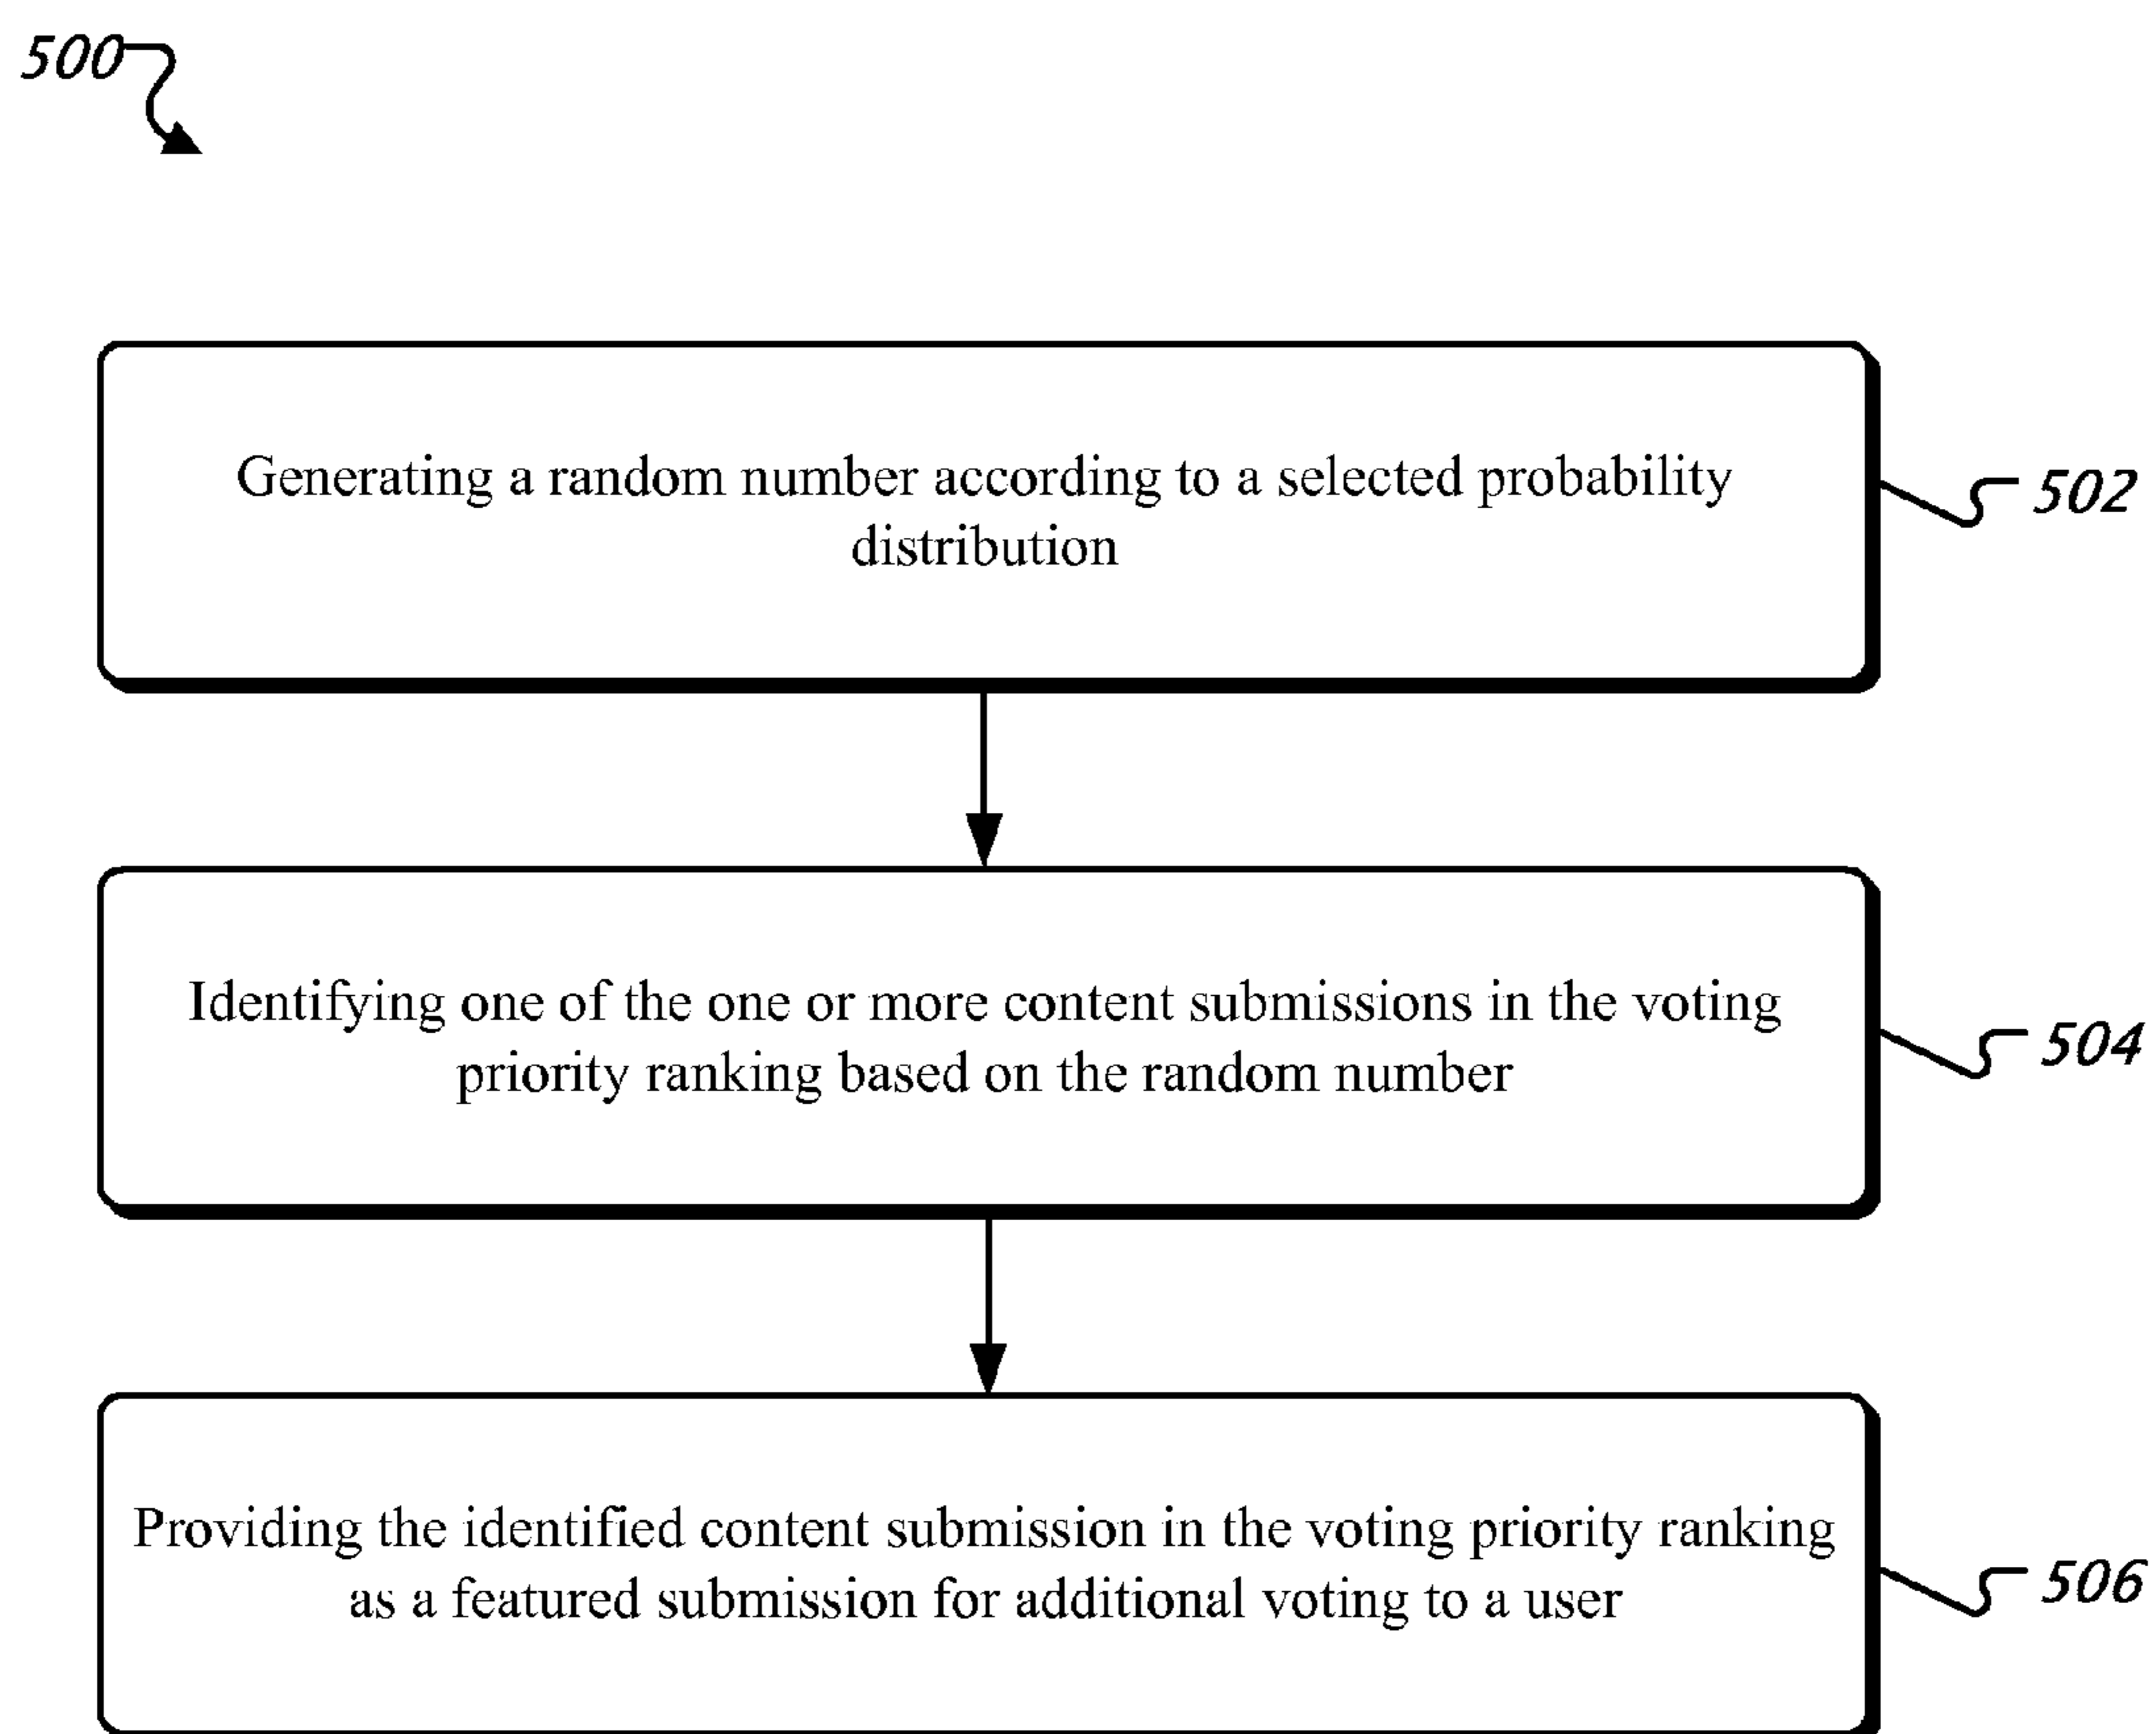 500
Generating a random number according to a selected probability
distribution
502
Identifying one of the one or more content submissions in the voting
priority ranking based on the random number
504
Providing the identified content submission in the voting priority ranking
as a featured submission for additional voting to a user
506